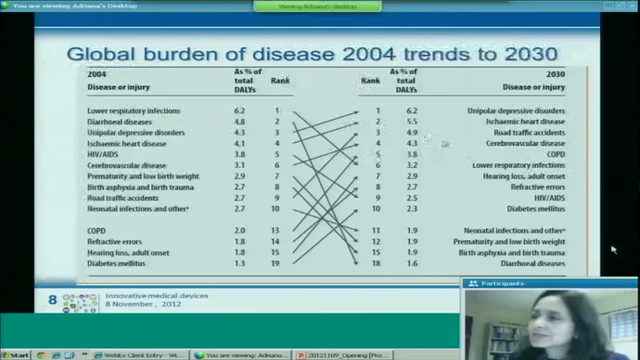 You are viewing: Adriana's Desktop
Viewing Adriana's desktop
Global burden of disease 2004 trends to 2030
2004 As % of total DALYs Rank Rank As % of total DALYs 2030
Disease or injury Disease or injury
Lower respiratory infections 6.2 1 1 6.2 Unipolar depressive disorders
Diarrhoeal diseases 4.8 2 2 5.5 Ischaemic heart disease
Unipolar depressive disorders 4.3 3 3 4.9 Road traffic accidents
Ischaemic heart disease 4.1 4 4 4.3 Cerebrovascular disease
HIV/AIDS 3.8 5 5 3.8 COPD
Cerebrovascular disease 3.1 6 6 3.2 Lower respiratory infections
Prematurity and low birth weight 2.9 7 7 2.9 Hearing loss, adult onset
Birth asphyxia and birth trauma 2.7 8 8 2.7 Refractive errors
Road traffic accidents 2.7 9 9 2.5 HIV/AIDS
Neonatal infections and other* 2.7 10 10 2.3 Diabetes mellitus
COPD 2.0 13 11 1.9 Neonatal infections and other*
Refractive errors 1.8 14 12 1.9 Prematurity and low birth weight
Hearing loss, adult onset 1.8 15 15 1.9 Birth asphyxia and birth trauma
Diabetes mellitus 1.3 19 18 1.6 Diarrhoeal diseases
8 Innovative medical devices
8 November , 2012
Participants
start
WebEx Client Entry - W...
You are viewing: Adrian...
20121109_Opening [Pro...